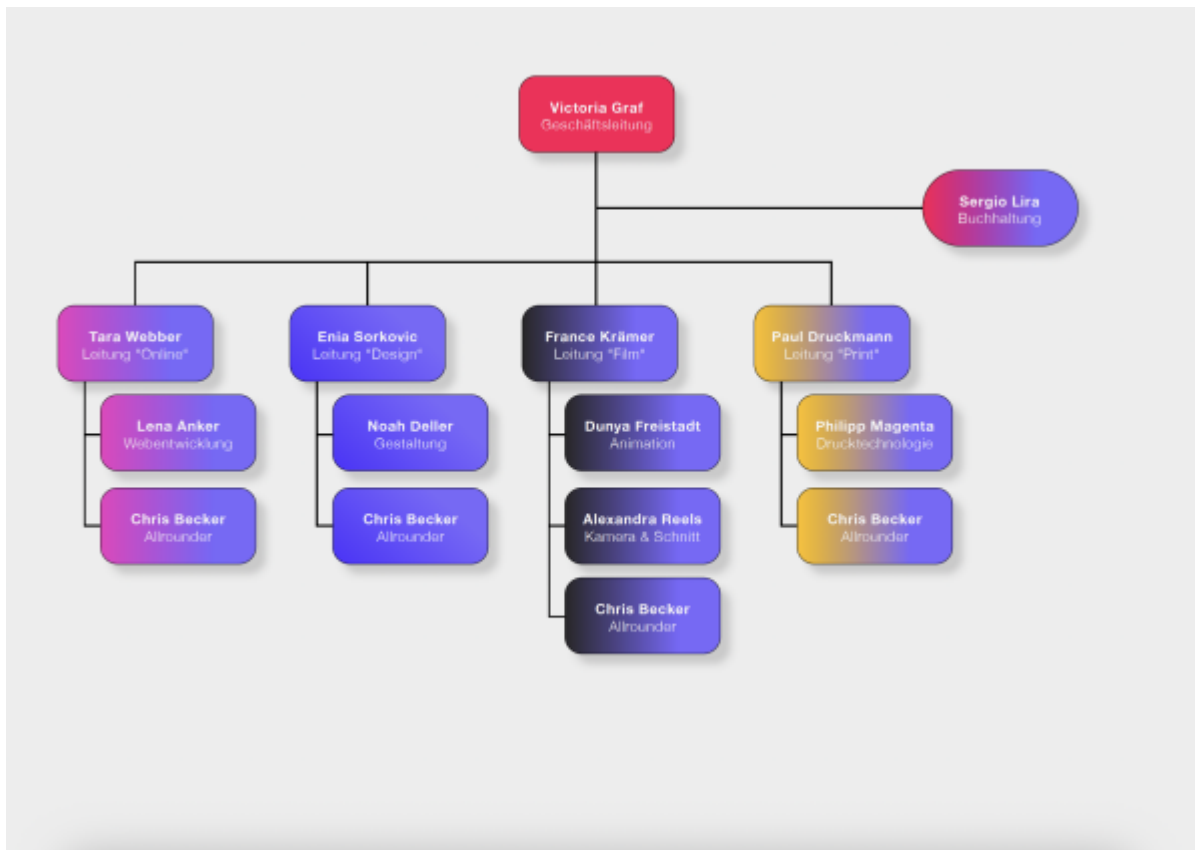 Victoria Graf
Geschäftsleitung
Sergio Lira
Buchhaltung
Tara Webber
Leitung "Online"
Enia Sorkovic
Leitung "Design"
France Krämer
Leitung "Film"
Paul Druckmann
Leitung "Print"
Lena Anker
Webentwicklung
Noah Deller
Gestaltung
Dunya Freistadt
Animation
Philipp Magenta
Drucktechnologie
Chris Becker
Allrounder
Chris Becker
Allrounder
Alexandra Reels
Kamera & Schnitt
Chris Becker
Allrounder
Chris Becker
Allrounder